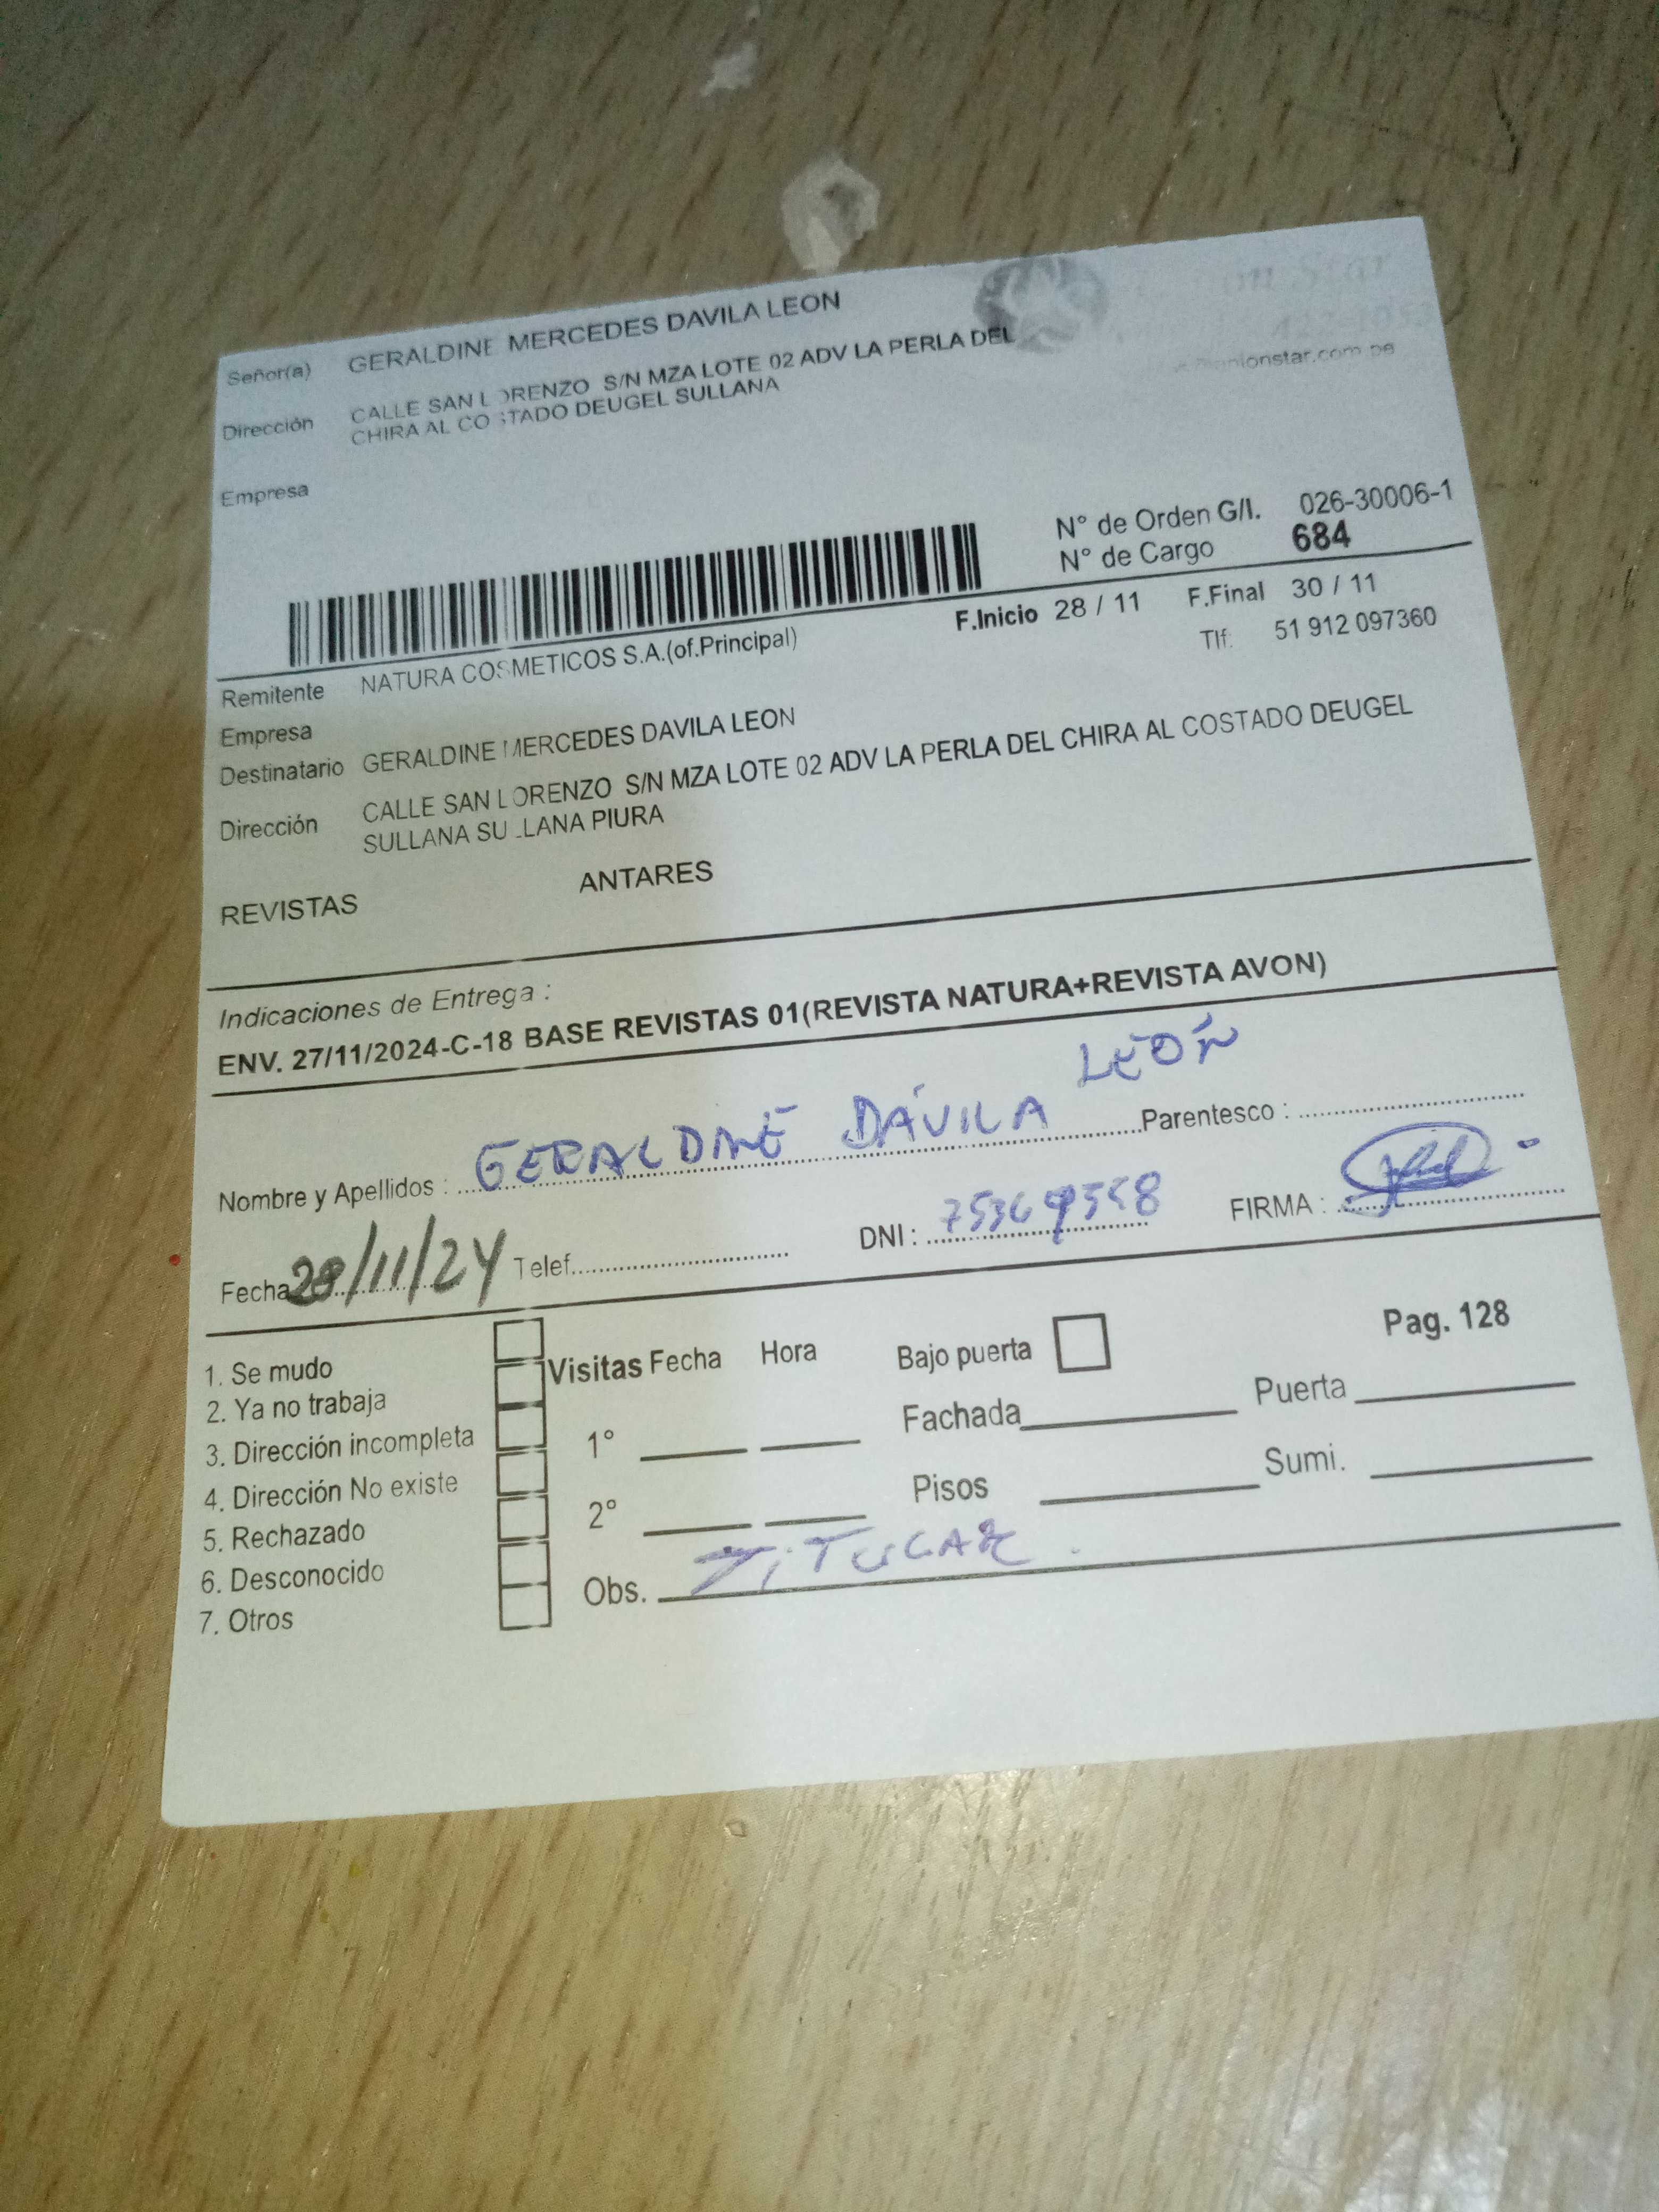 Señor(a) GERALDINE MERCEDES DAVILA LEON
Dirección CALLE SAN LORENZO S/N MZA LOTE 02 ADV LA PERLA DEL
CHIRA AL COSTADO DEUGEL SULLANA
Empresa
N° de Orden G/I. 026-30006-1
N° de Cargo 684
F.Inicio 28 / 11 F.Final 30 / 11
Tlf: 51 912 097360
Remitente NATURA COSMETICOS S.A.(of.Principal)
Empresa
Destinatario GERALDINE MERCEDES DAVILA LEON
Dirección CALLE SAN LORENZO S/N MZA LOTE 02 ADV LA PERLA DEL CHIRA AL COSTADO DEUGEL
SULLANA SULLANA PIURA
REVISTAS ANTARES
Indicaciones de Entrega :
ENV. 27/11/2024-C-18 BASE REVISTAS 01(REVISTA NATURA+REVISTA AVON)
Nombre y Apellidos : GERALDINE DÁVILA LEÓN Parentesco :
Fecha 28/11/24 Telef. DNI : FIRMA :
1. Se mudo
2. Ya no trabaja
3. Dirección incompleta
4. Dirección No existe
5. Rechazado
6. Desconocido
7. Otros
Visitas Fecha Hora Bajo puerta Pag. 128
1° Fachada Puerta
2° Pisos Sumi.
Obs. TITULAR